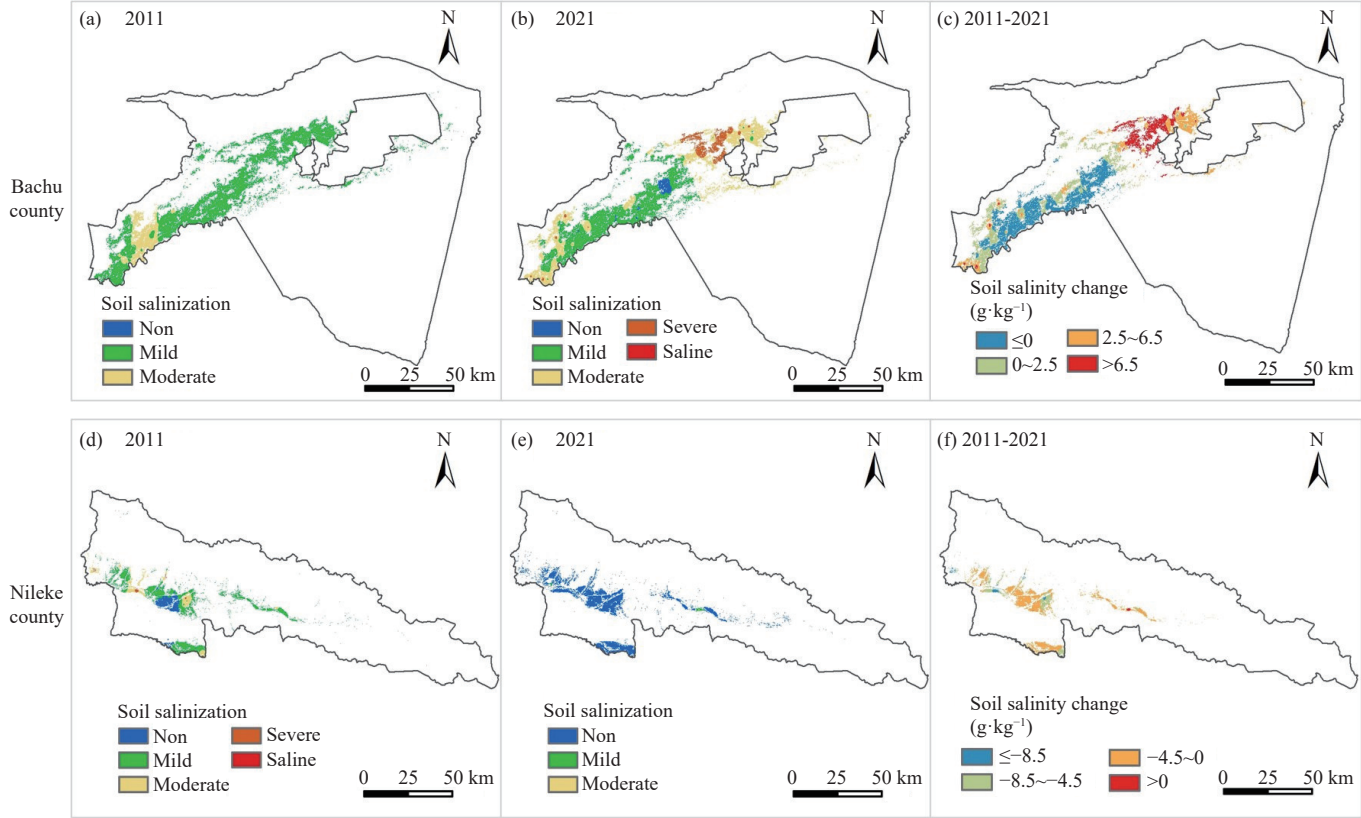 (a) 2011
N
Bachu
county
Soil salinization
Non
Mild
Moderate
0 25 50 km
(b) 2021
N
Soil salinization
Non
Severe
Mild
Saline
Moderate
0 25 50 km
(c) 2011-2021
N
Soil salinity change
(g·kg⁻¹)
≤0
2.5~6.5
0~2.5
>6.5
0 25 50 km
(d) 2011
N
Nileke
county
Soil salinization
Non
Severe
Mild
Saline
Moderate
0 25 50 km
(e) 2021
N
Soil salinization
Non
Mild
Moderate
0 25 50 km
(f) 2011-2021
N
Soil salinity change
(g·kg⁻¹)
≤−8.5
−4.5~0
−8.5~−4.5
>0
0 25 50 km